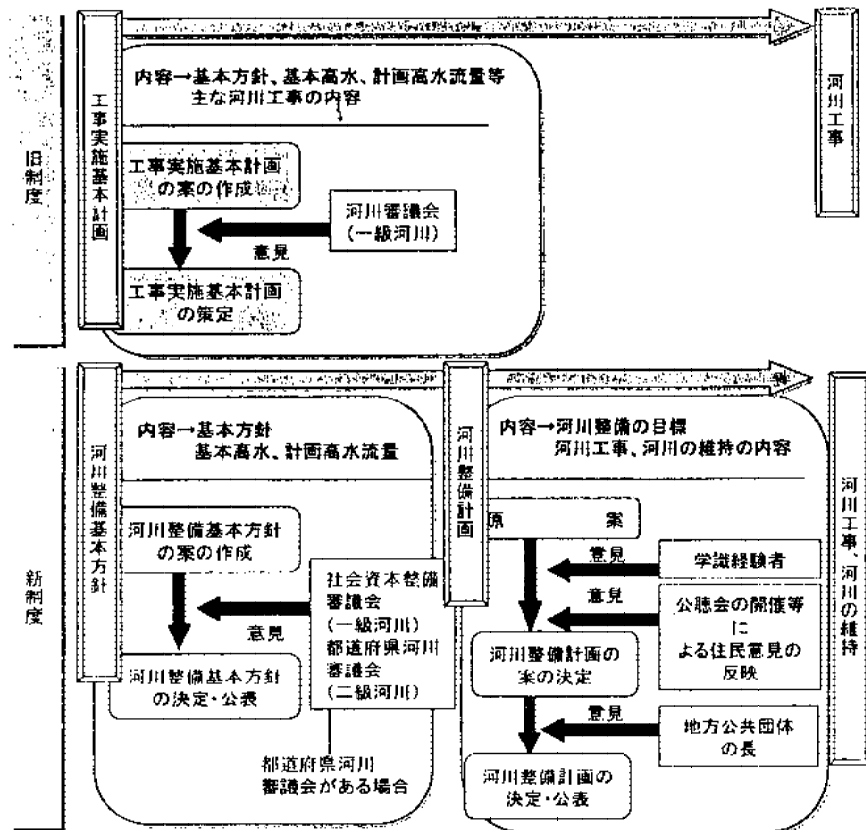 旧制度
工事実施基本計画
内容→基本方針、基本高水、計画高水流量等
主な河川工事の内容
工事実施基本計画
の案の作成
河川審議会
(一級河川)
意見
工事実施基本計画
の策定
河川工事
新制度
河川整備基本方針
内容→基本方針
基本高水、計画高水流量
河川整備基本方針
の案の作成
社会資本整備
審議会
(一級河川)
都道府県河川
審議会
(二級河川)
意見
河川整備基本方針
の決定・公表
都道府県河川
審議会がある場合
河川整備計画
内容→河川整備の目標
河川工事、河川の維持の内容
原 案
意見
学識経験者
意見
公聴会の開催等
に
よる住民意見の
反映
河川整備計画の
案の決定
意見
地方公共団体
の長
河川整備計画の
決定・公表
河川工事、河川の維持